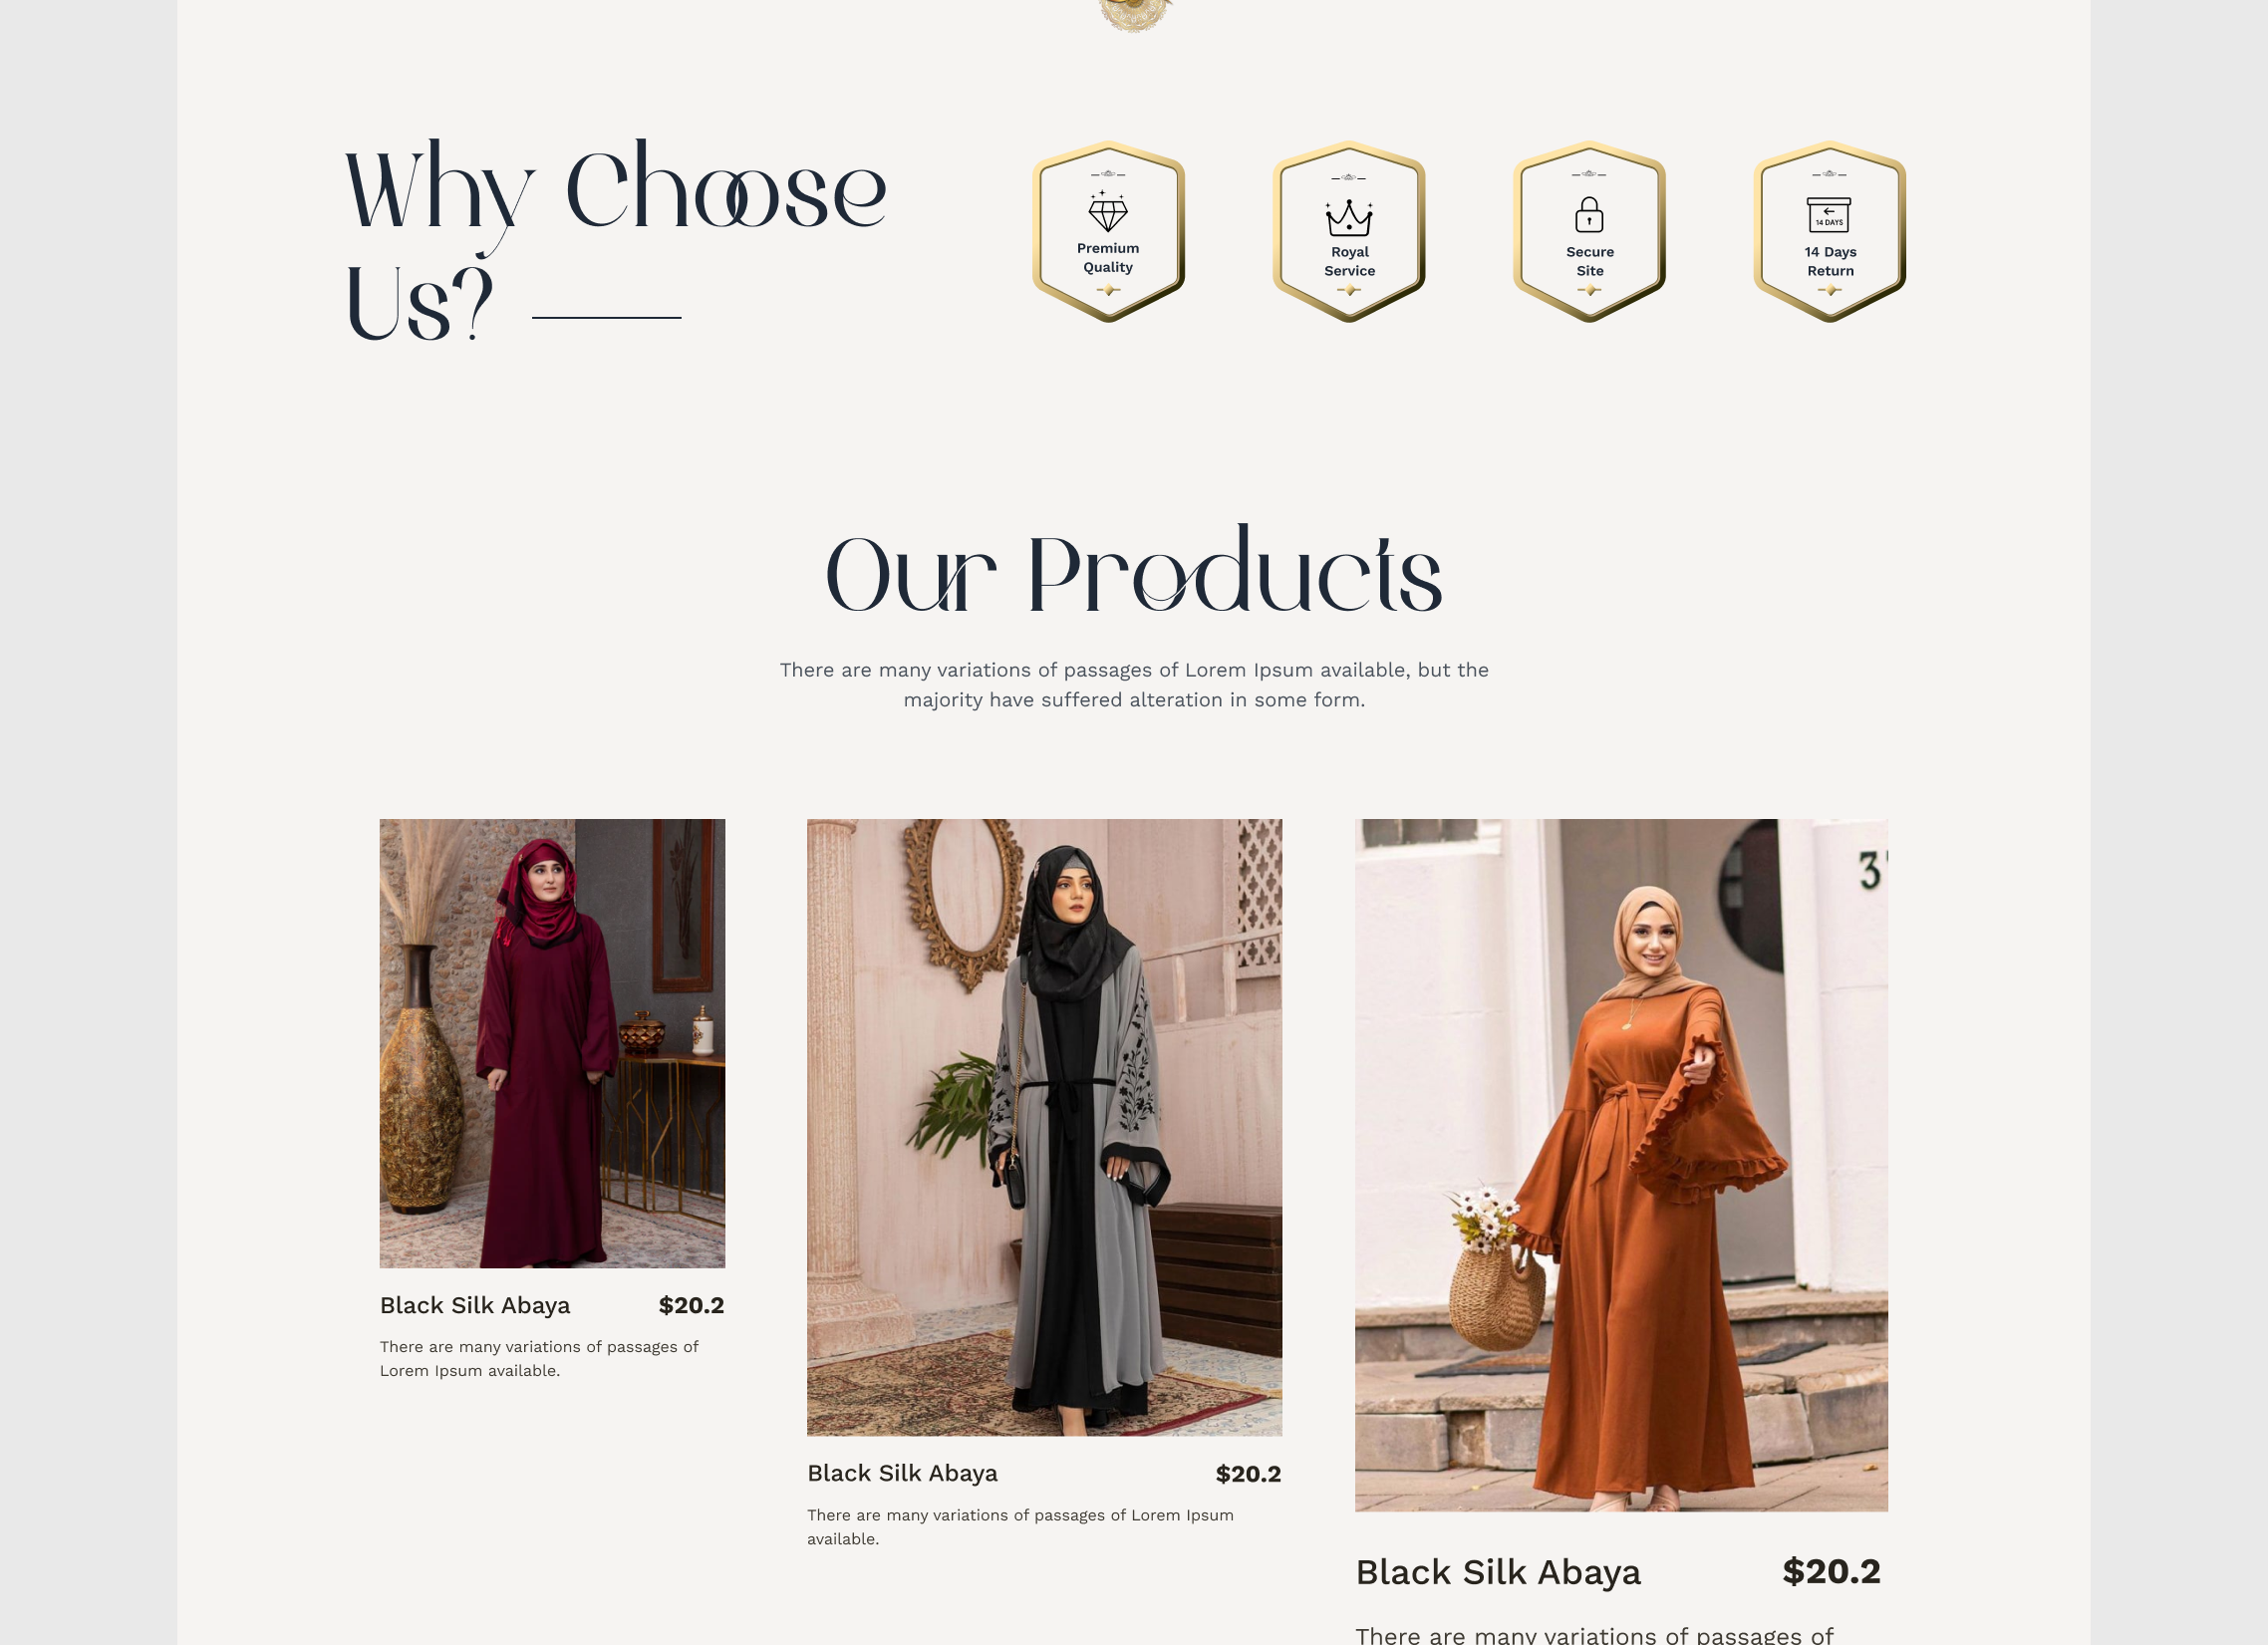 Why Choose
Us?
Premium
Quality
Royal
Service
Secure
Site
14 DAYS
14 Days
Return
Our Products
There are many variations of passages of Lorem Ipsum available, but the
majority have suffered alteration in some form.
3
Black Silk Abaya $20.2
There are many variations of passages of
Lorem Ipsum available.
Black Silk Abaya $20.2
There are many variations of passages of Lorem Ipsum
available.
Black Silk Abaya $20.2
There are many variations of passages of